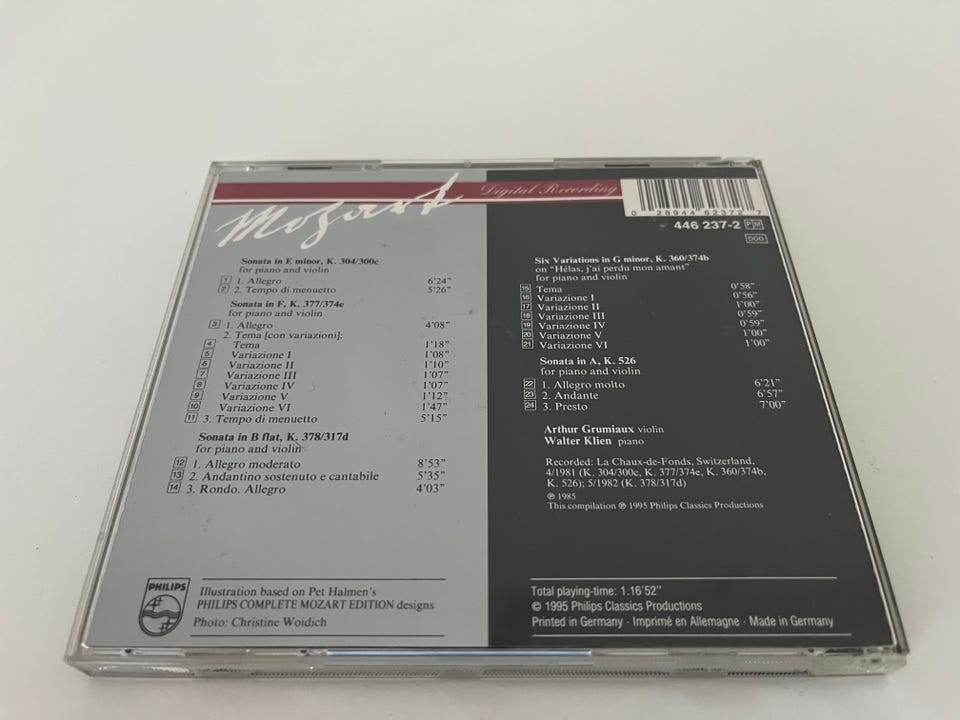 Mozart
Digital Recording
0 28944 62372 7
446 237-2 PM
DDD
Sonata in E minor, K. 304/300c
for piano and violin
1 1. Allegro 6'24"
2 2. Tempo di menuetto 5'26"
Sonata in F, K. 377/374e
for piano and violin
3 1. Allegro 4'08"
2. Tema [con variazioni]:
4 Tema 1'18"
5 Variazione I 1'08"
6 Variazione II 1'10"
7 Variazione III 1'07"
8 Variazione IV 1'07"
9 Variazione V 1'12"
10 Variazione VI 1'47"
11 3. Tempo di menuetto 5'15"
Sonata in B flat, K. 378/317d
for piano and violin
12 1. Allegro moderato 8'53"
13 2. Andantino sostenuto e cantabile 5'35"
14 3. Rondo. Allegro 4'03"
PHILIPS
Illustration based on Pet Halmen's
PHILIPS COMPLETE MOZART EDITION designs
Photo: Christine Woidich
Six Variations in G minor, K. 360/374b
on "Hélas, j'ai perdu mon amant"
for piano and violin
15 Tema 0'58"
16 Variazione I 0'56"
17 Variazione II 1'00"
18 Variazione III 0'59"
19 Variazione IV 0'59"
20 Variazione V 1'00"
21 Variazione VI 1'00"
Sonata in A, K. 526
for piano and violin
22 1. Allegro molto 6'21"
23 2. Andante 6'57"
24 3. Presto 7'00"
Arthur Grumiaux violin
Walter Klien piano
Recorded: La Chaux-de-Fonds, Switzerland,
4/1981 (K. 304/300c, K. 377/374e, K. 360/374b,
K. 526); 5/1982 (K. 378/317d)
℗ 1985
This compilation ℗ 1995 Philips Classics Productions
Total playing-time: 1.16'52"
© 1995 Philips Classics Productions
Printed in Germany · Imprimé en Allemagne · Made in Germany